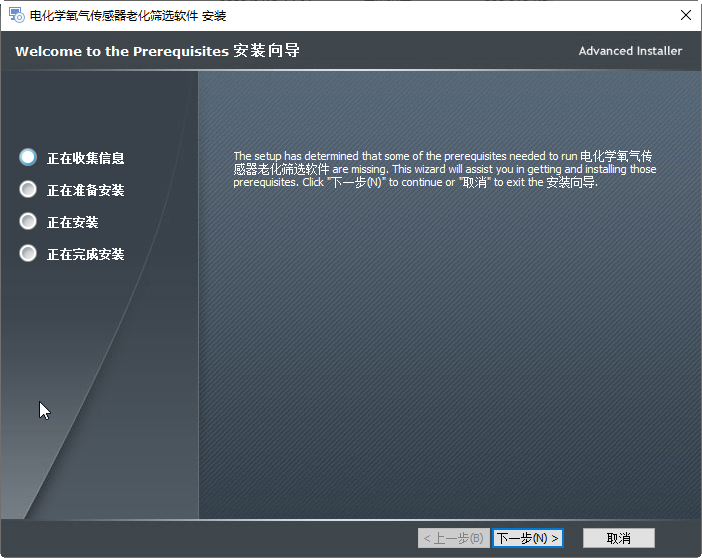 电化学氧气传感器老化筛选软件 安装
Welcome to the Prerequisites 安装向导
Advanced Installer
正在收集信息
正在准备安装
正在安装
正在完成安装
The setup has determined that some of the prerequisites needed to run 电化学氧气传
感器老化筛选软件 are missing. This wizard will assist you in getting and installing those
prerequisites. Click "下一步(N)" to continue or "取消" to exit the 安装向导.
< 上一步(B)
下一步(N) >
取消